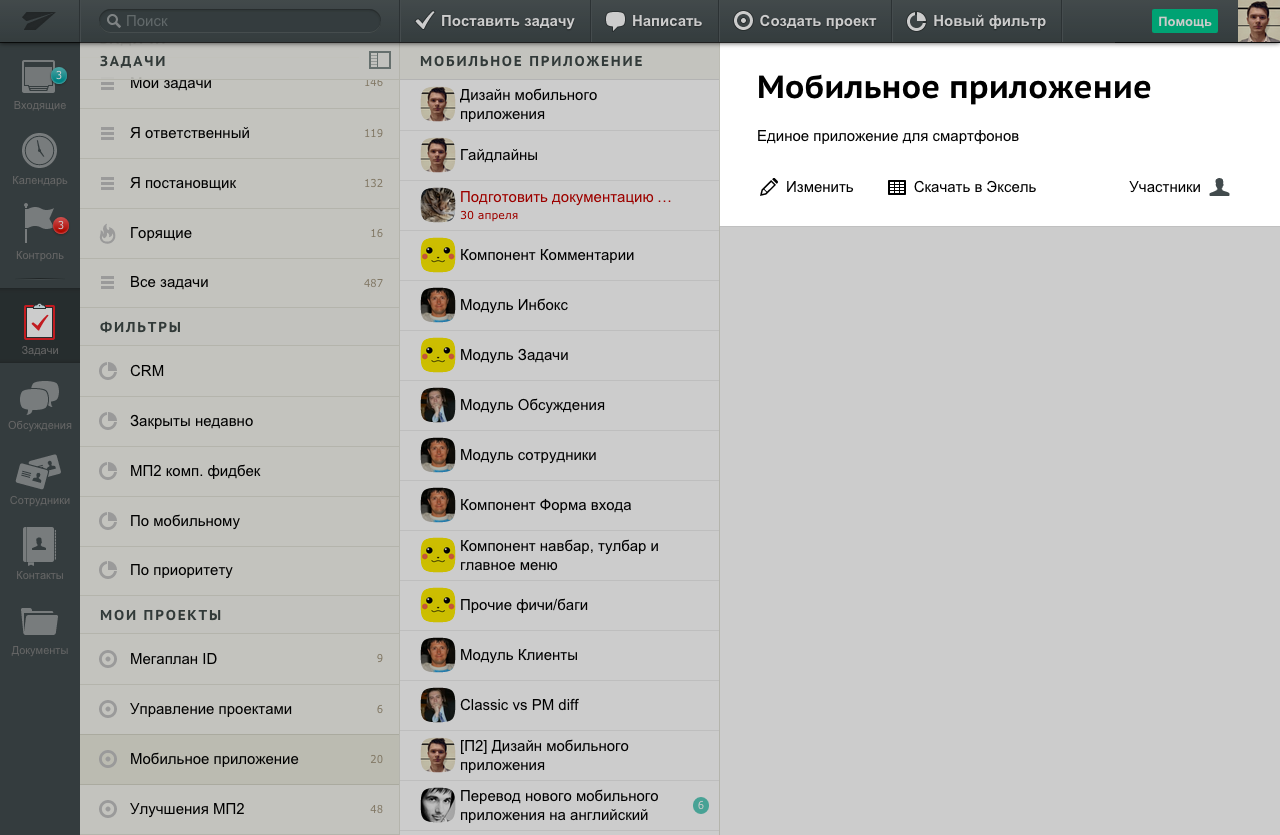 Поиск
Поставить задачу
Написать
Создать проект
Новый фильтр
Помощь
3
Входящие
Календарь
3
Контроль
Задачи
Обсуждения
Сотрудники
Контакты
Документы
ЗАДАЧИ
Мои задачи 146
Я ответственный 119
Я постановщик 132
Горящие 16
Все задачи 487
ФИЛЬТРЫ
CRM
Закрыты недавно
МП2 комп. фидбек
По мобильному
По приоритету
МОИ ПРОЕКТЫ
Мегаплан ID 9
Управление проектами 6
Мобильное приложение 20
Улучшения МП2 48
МОБИЛЬНОЕ ПРИЛОЖЕНИЕ
Дизайн мобильного
приложения
Гайдлайны
Подготовить документацию …
30 апреля
Компонент Комментарии
Модуль Инбокс
Модуль Задачи
Модуль Обсуждения
Модуль сотрудники
Компонент Форма входа
Компонент навбар, тулбар и
главное меню
Прочие фичи/баги
Модуль Клиенты
Classic vs PM diff
[П2] Дизайн мобильного
приложения
Перевод нового мобильного
приложения на английский
6
Мобильное приложение
Единое приложение для смартфонов
Изменить
Скачать в Эксель
Участники